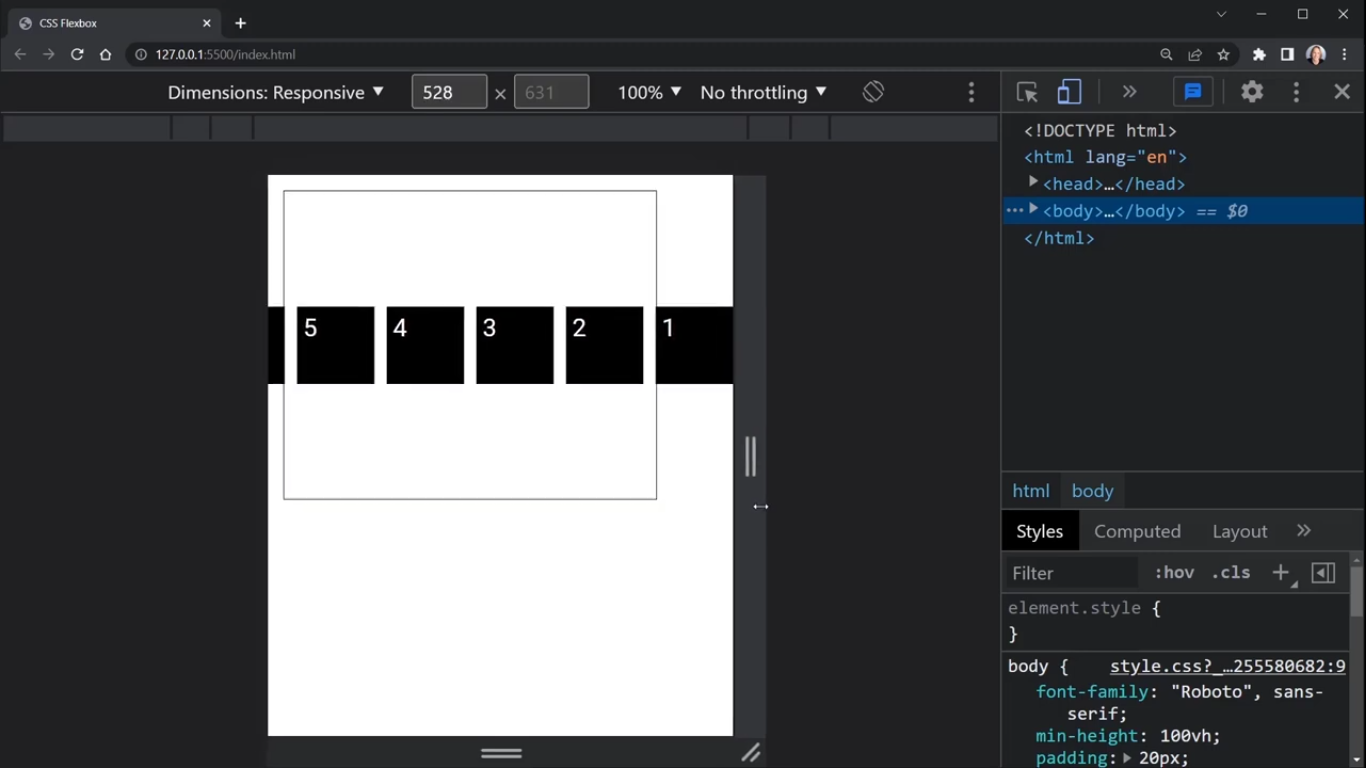 CSS Flexbox
127.0.0.1:5500/index.html
Dimensions: Responsive 528 × 631 100% No throttling
<!DOCTYPE html>
<html lang="en">
<head>…</head>
<body>…</body> == $0
</html>
5 4 3 2 1
html body
Styles Computed Layout
Filter :hov .cls
element.style {
}
body { style.css?_…255580682:9
font-family: "Roboto", sans-
serif;
min-height: 100vh;
padding: 20px;